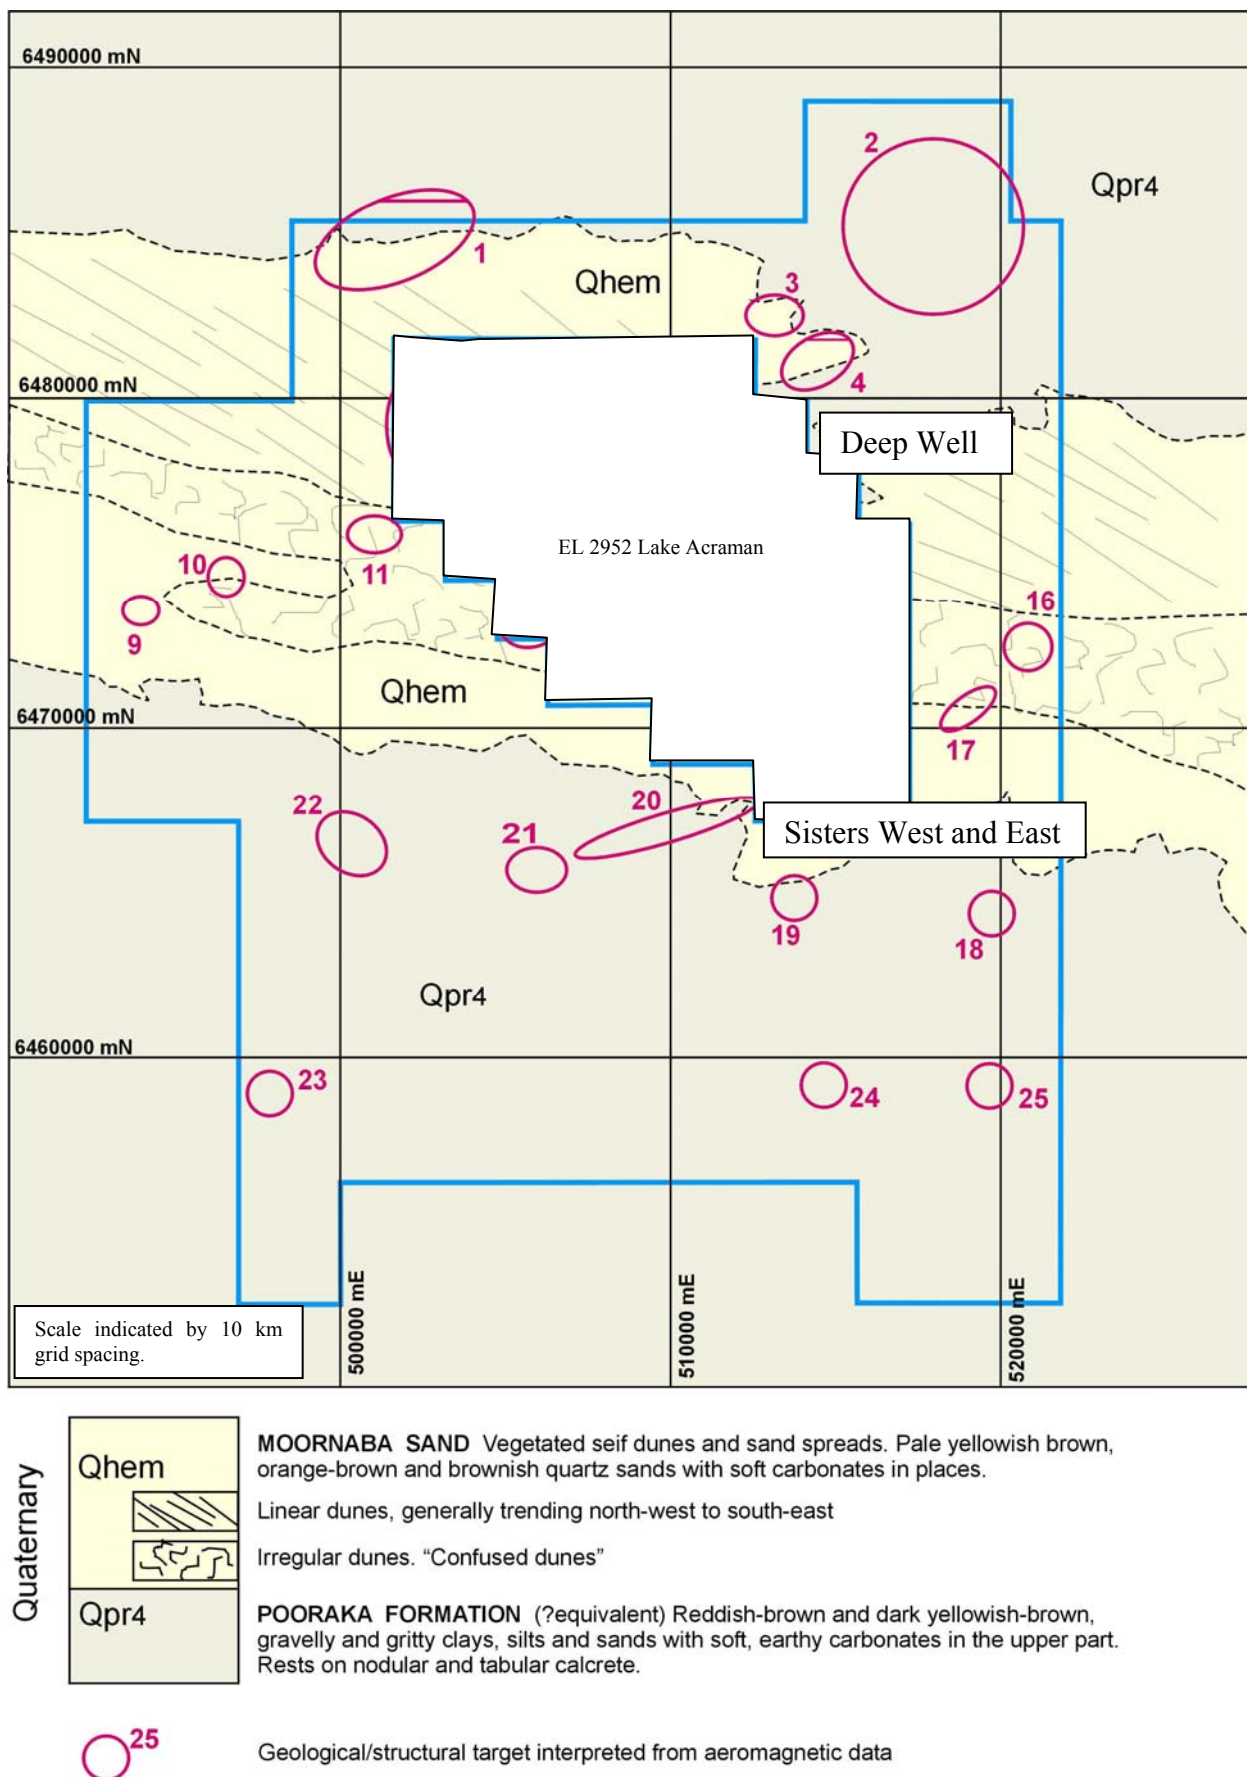 6490000 mN
2
Qpr4
1
Qhem
3
4
6480000 mN
Deep Well
EL 2952 Lake Acraman
10
11
9
16
Qhem
6470000 mN
17
22
20
21
Sisters West and East
19
18
Qpr4
6460000 mN
23
24
25
500000 mE
510000 mE
520000 mE
Scale indicated by 10 km
grid spacing.
Quaternary
Qhem
MOORNABA SAND Vegetated seif dunes and sand spreads. Pale yellowish brown,
orange-brown and brownish quartz sands with soft carbonates in places.
Linear dunes, generally trending north-west to south-east
Irregular dunes. “Confused dunes”
Qpr4
POORAKA FORMATION (?equivalent) Reddish-brown and dark yellowish-brown,
gravelly and gritty clays, silts and sands with soft, earthy carbonates in the upper part.
Rests on nodular and tabular calcrete.
25
Geological/structural target interpreted from aeromagnetic data